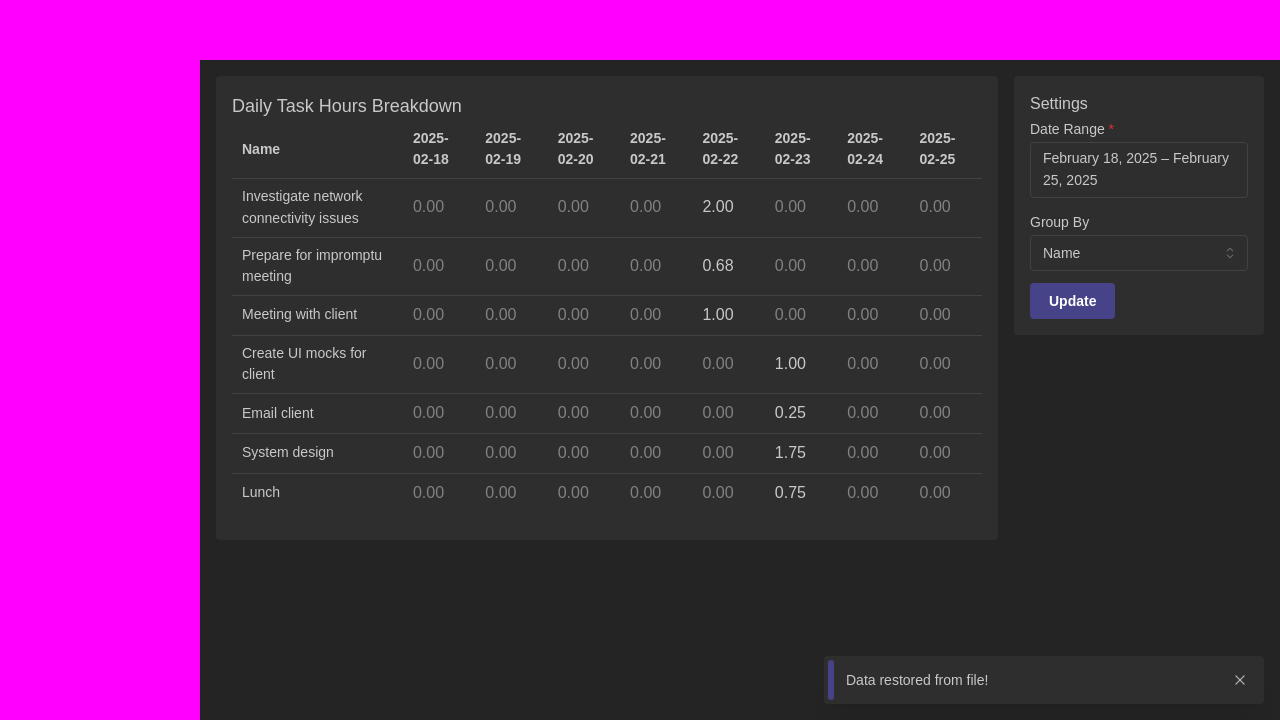 Daily Task Hours Breakdown
Name 2025-02-18 2025-02-19 2025-02-20 2025-02-21 2025-02-22 2025-02-23 2025-02-24 2025-02-25
Investigate network connectivity issues 0.00 0.00 0.00 0.00 2.00 0.00 0.00 0.00
Prepare for impromptu meeting 0.00 0.00 0.00 0.00 0.68 0.00 0.00 0.00
Meeting with client 0.00 0.00 0.00 0.00 1.00 0.00 0.00 0.00
Create UI mocks for client 0.00 0.00 0.00 0.00 0.00 1.00 0.00 0.00
Email client 0.00 0.00 0.00 0.00 0.00 0.25 0.00 0.00
System design 0.00 0.00 0.00 0.00 0.00 1.75 0.00 0.00
Lunch 0.00 0.00 0.00 0.00 0.00 0.75 0.00 0.00
Settings
Date Range *
February 18, 2025 – February
25, 2025
Group By
Name
Update
Data restored from file!